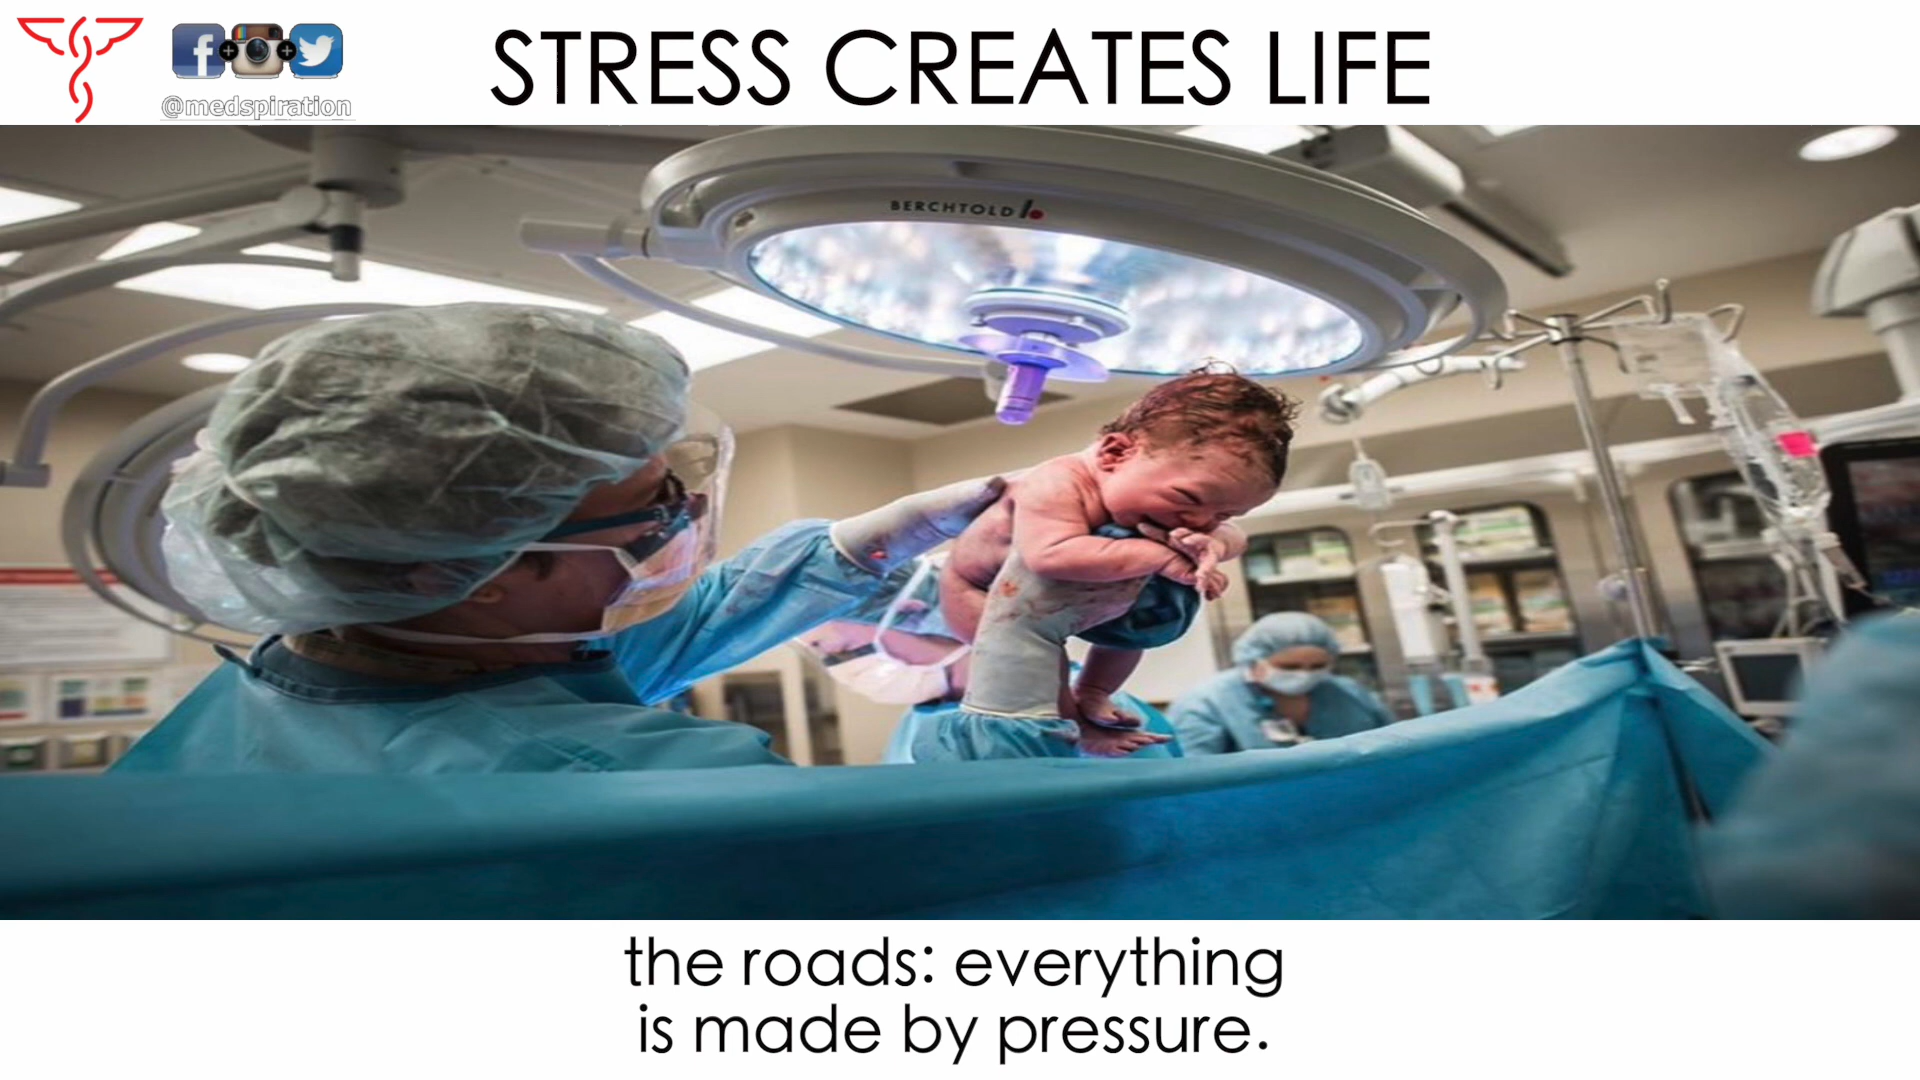 STRESS CREATES LIFE
@medspiration
BERCHTOLD
the roads: everything
is made by pressure.